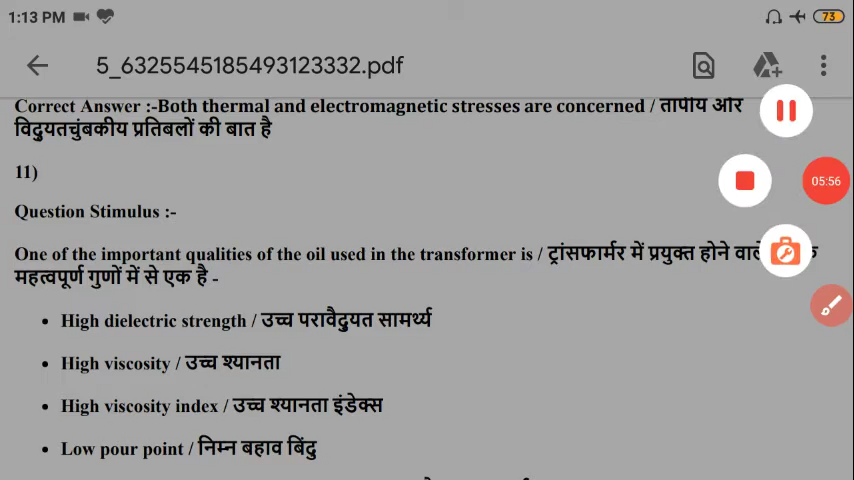 1:13 PM 73
5_6325545185493123332.pdf
Correct Answer :-Both thermal and electromagnetic stresses are concerned / तापीय और
विद्युतचुंबकीय प्रतिबलों की बात है
05:56
11)
Question Stimulus :-
One of the important qualities of the oil used in the transformer is / ट्रांसफार्मर में प्रयुक्त होने
महत्वपूर्ण गुणों में से एक है -
• High dielectric strength / उच्च परावैद्युत सामर्थ्य
• High viscosity / उच्च श्यानता
• High viscosity index / उच्च श्यानता इंडेक्स
• Low pour point / निम्न बहाव बिंदु